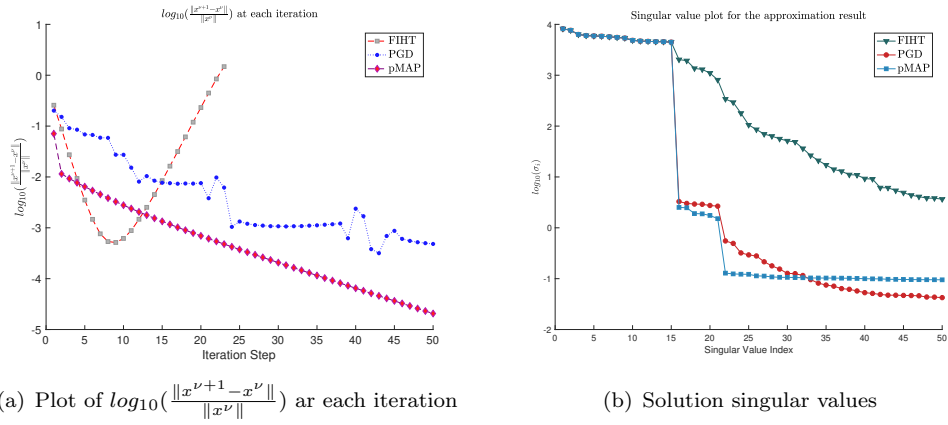 log₁₀(‖x^{ν+1}−x^ν‖/‖x^ν‖) at each iteration
1
0
-1
-2
-3
-4
-5
log₁₀(‖x^{ν+1}−x^ν‖/‖x^ν‖)
FIHT
PGD
pMAP
0 5 10 15 20 25 30 35 40 45 50
Iteration Step
(a) Plot of log₁₀(‖x^{ν+1}−x^ν‖/‖x^ν‖) ar each iteration
Singular value plot for the approximation result
4
3
2
1
0
-1
-2
log₁₀(σᵢ)
FIHT
PGD
pMAP
0 5 10 15 20 25 30 35 40 45 50
Singular Value Index
(b) Solution singular values